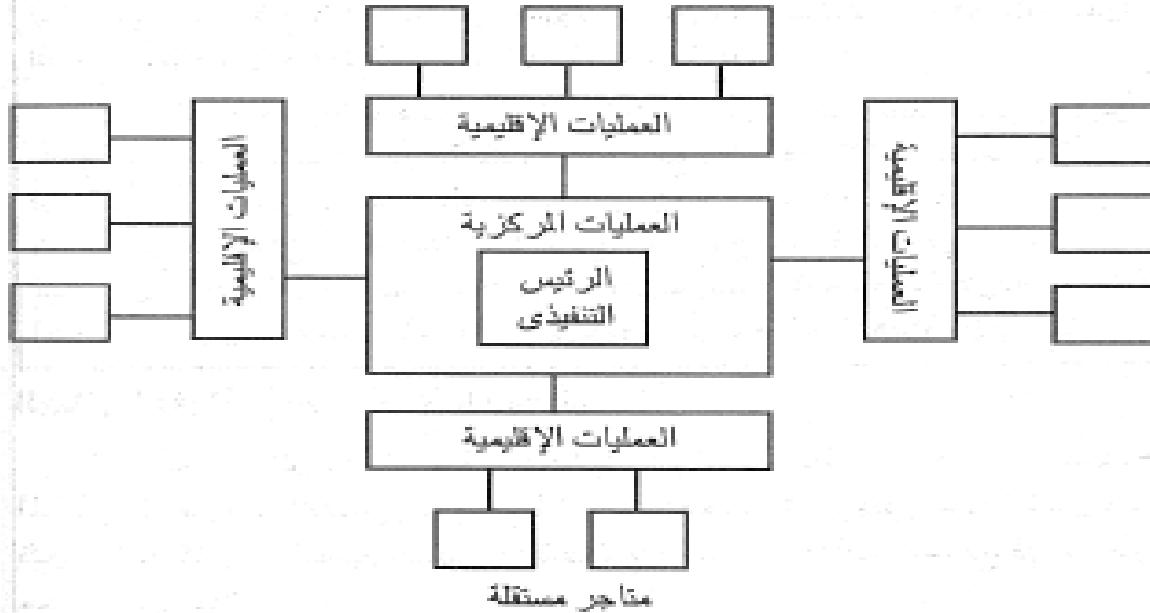 العمليات الإقليمية
العمليات الإقليمية
العمليات الإقليمية
العمليات المركزية
الرئيس
التنفيذى
العمليات الإقليمية
متاجر مستقلة